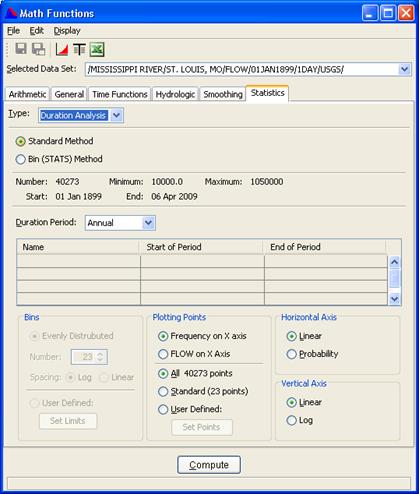 Math Functions
File Edit Display
Selected Data Set: /MISSISSIPPI RIVER/ST. LOUIS, MO/FLOW/01JAN1899/1DAY/USGS/
Arithmetic General Time Functions Hydrologic Smoothing Statistics
Type: Duration Analysis
Standard Method
Bin (STATS) Method
Number: 40273 Minimum: 10000.0 Maximum: 1050000
Start: 01 Jan 1899 End: 06 Apr 2009
Duration Period: Annual
Name Start of Period End of Period
Bins Plotting Points Horizontal Axis
Evenly Distrubuted Frequency on X axis Linear
Number: 23 FLOW on X Axis Probability
Spacing: Log Linear All 40273 points
Standard (23 points) Vertical Axis
User Defined: User Defined: Linear
Set Limits Set Points Log
Compute